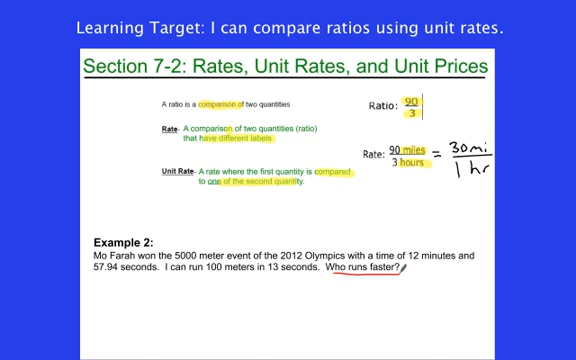 Learning Target: I can compare ratios using unit rates.
Section 7-2: Rates, Unit Rates, and Unit Prices
A ratio is a comparison of two quantities
Ratio: 90
3
Rate- A comparison of two quantities (ratio)
that have different labels.
Rate: 90 miles = 30 mi
3 hours 1 hr
Unit Rate- A rate where the first quantity is compared
to one of the second quantity.
Example 2:
Mo Farah won the 5000 meter event of the 2012 Olympics with a time of 12 minutes and
57.94 seconds. I can run 100 meters in 13 seconds. Who runs faster?